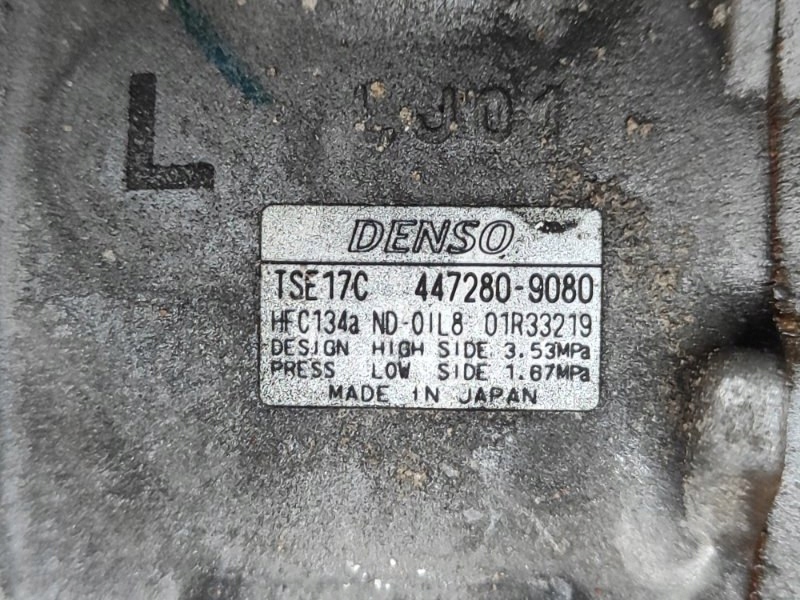 L
DENSO
TSE17C 447280-9080
HFC134a ND-OIL8 01R33219
DESIGN HIGH SIDE 3.53MPa
PRESS LOW SIDE 1.67MPa
MADE IN JAPAN